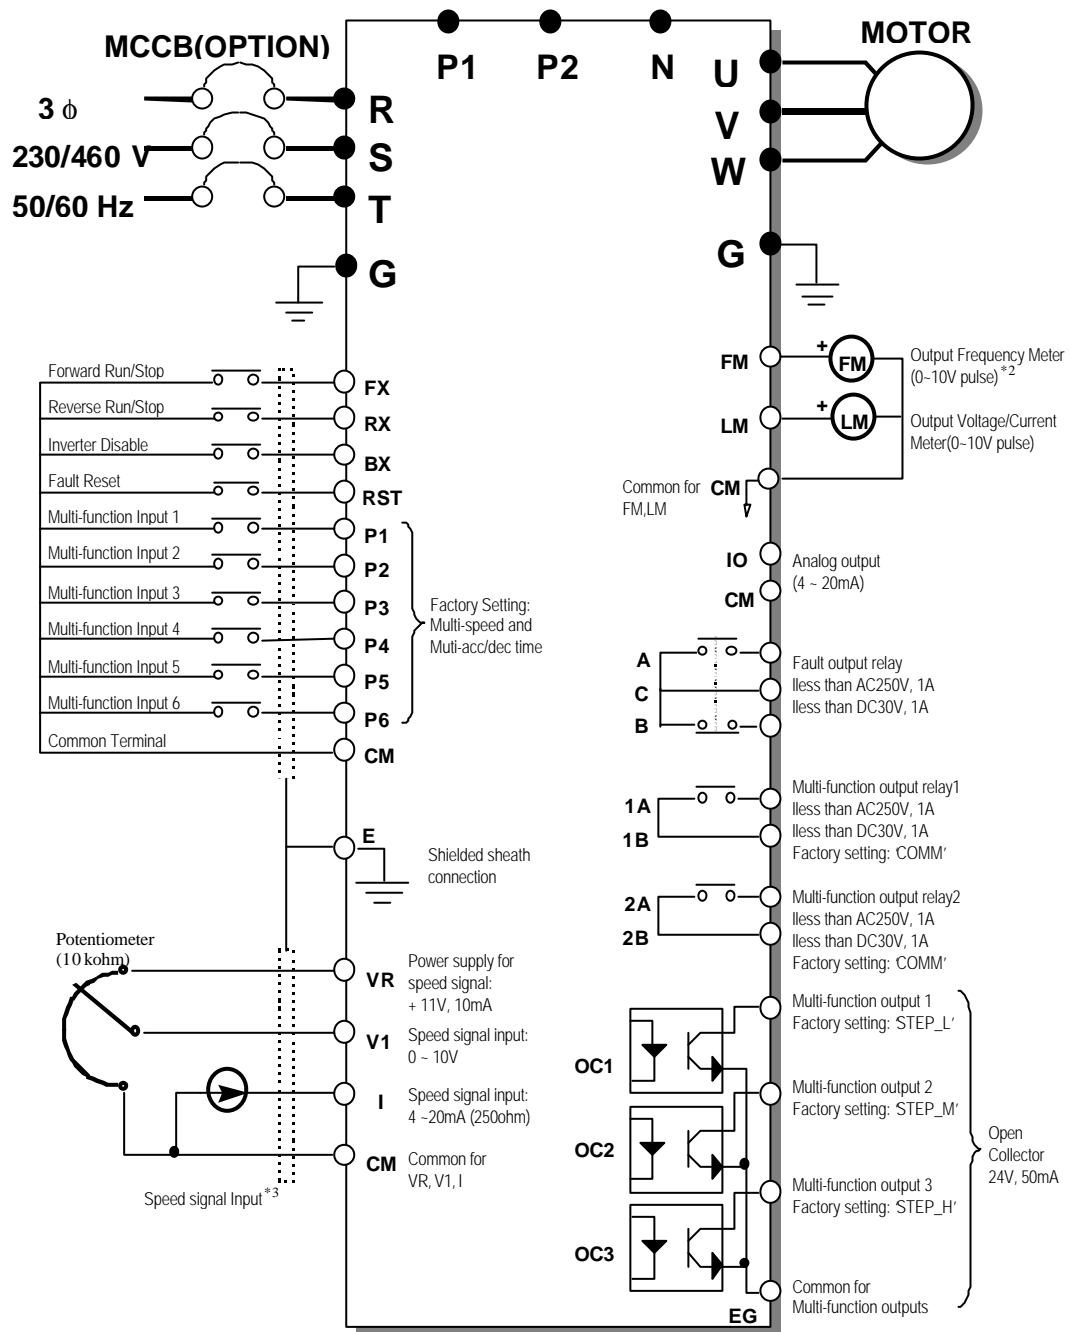 MCCB(OPTION)
P1
P2
N
MOTOR
U
V
W
G
3 ϕ
230/460 V
50/60 Hz
R
S
T
G
Forward Run/Stop
FX
Reverse Run/Stop
RX
Inverter Disable
BX
Fault Reset
RST
Multi-function Input 1
P1
Multi-function Input 2
P2
Multi-function Input 3
P3
Multi-function Input 4
P4
Multi-function Input 5
P5
Multi-function Input 6
P6
Common Terminal
CM
Factory Setting:
Multi-speed and
Muti-acc/dec time
E
Shielded sheath
connection
Potentiometer
(10 kohm)
VR
Power supply for
speed signal:
+ 11V, 10mA
V1
Speed signal input:
0 ~ 10V
I
Speed signal input:
4 ~20mA (250ohm)
CM
Common for
VR, V1, I
Speed signal Input*3
FM
+
FM
Output Frequency Meter
(0~10V pulse)*2
LM
+
LM
Output Voltage/Current
Meter(0~10V pulse)
Common for
FM,LM
CM
IO
Analog output
(4 ~ 20mA)
CM
A
C
B
Fault output relay
lless than AC250V, 1A
lless than DC30V, 1A
1A
1B
Multi-function output relay1
lless than AC250V, 1A
lless than DC30V, 1A
Factory setting: ‘COMM’
2A
2B
Multi-function output relay2
lless than AC250V, 1A
lless than DC30V, 1A
Factory setting: ‘COMM’
OC1
Multi-function output 1
Factory setting: ‘STEP_L’
OC2
Multi-function output 2
Factory setting: ‘STEP_M’
OC3
Multi-function output 3
Factory setting: ‘STEP_H’
Open
Collector
24V, 50mA
EG
Common for
Multi-function outputs